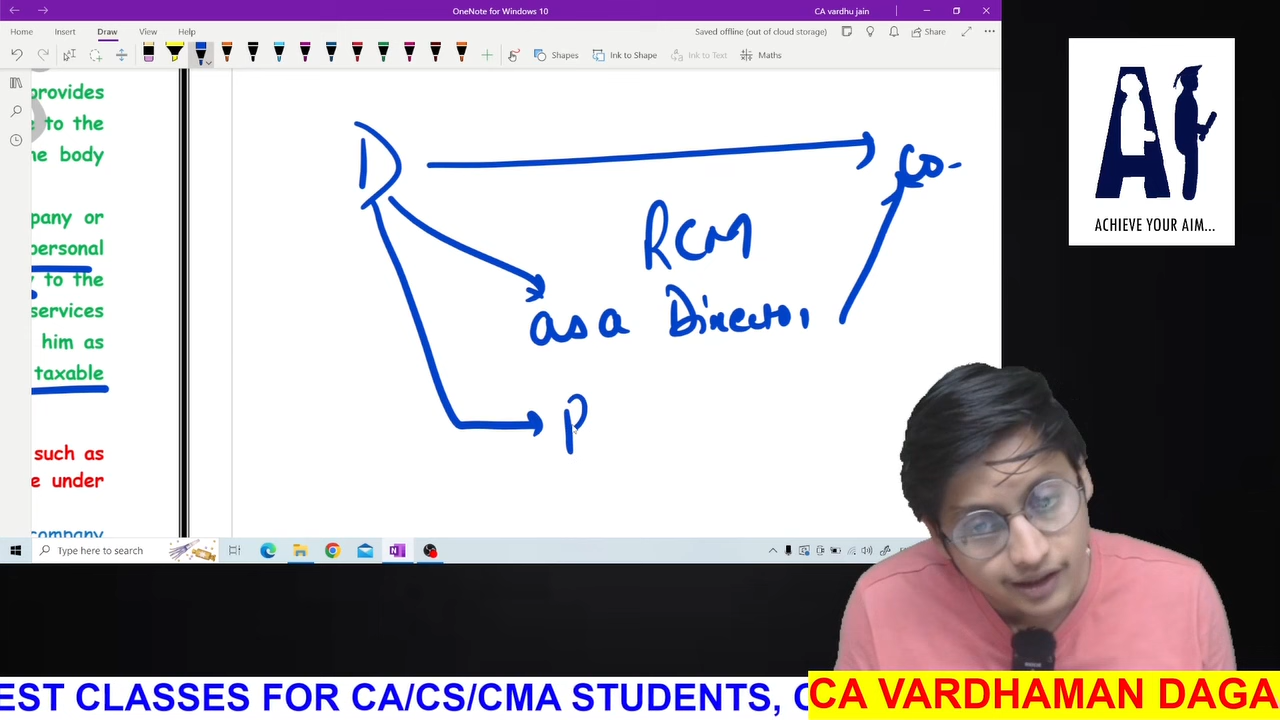 OneNote for Windows 10
CA vardhu jain
Home Insert Draw View Help
Saved offline (out of cloud storage)
Share
Shapes
Ink to Shape
Ink to Text
Maths
provides
e to the
ne body
pany or
personal
y to the
services
him as
taxable
such as
e under
company
D
co-
RCM
as a Director
P
ACHIEVE YOUR AIM...
Type here to search
EST CLASSES FOR CA/CS/CMA STUDENTS, C
CA VARDHAMAN DAGA